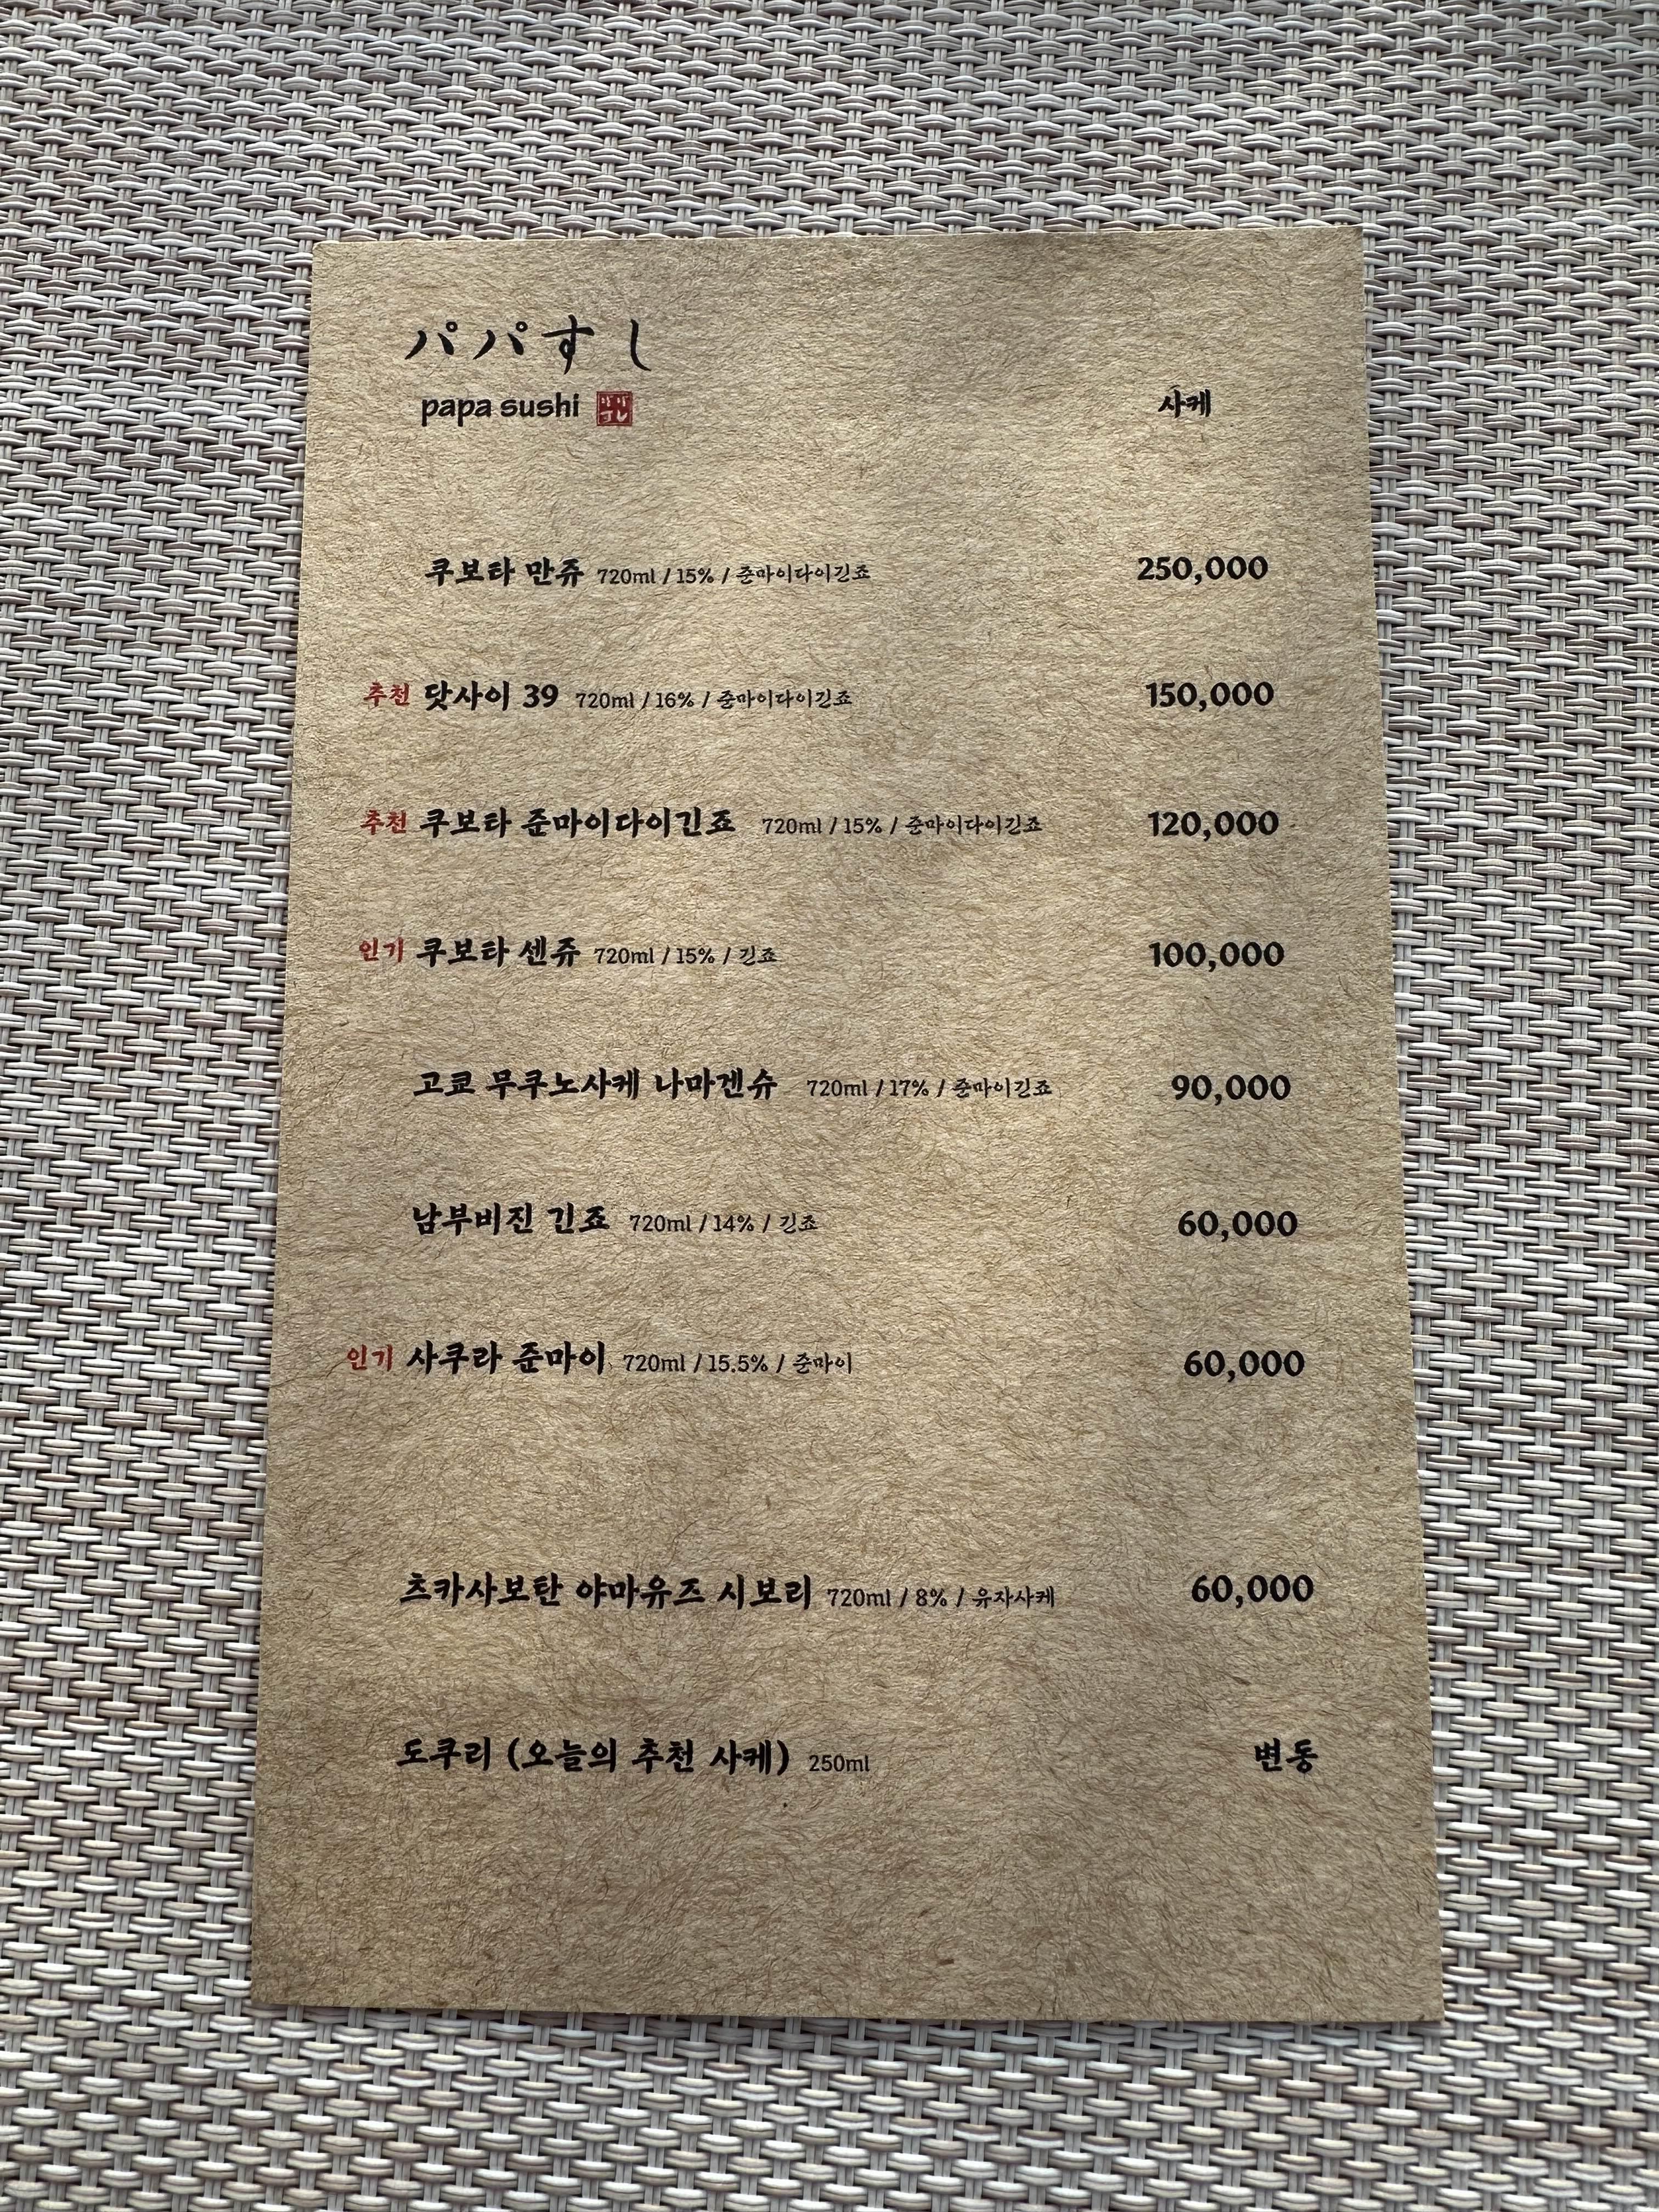 パパすし
papa sushi
사케
쿠보타 만쥬 720ml / 15% / 준마이다이긴죠 250,000
추천 닷사이 39 720ml / 16% / 준마이다이긴죠 150,000
추천 쿠보타 준마이다이긴죠 720ml / 15% / 준마이다이긴죠 120,000
인기 쿠보타 센쥬 720ml / 15% / 긴죠 100,000
고쿄 무쿠노사케 나마겐슈 720ml / 17% / 준마이긴죠 90,000
남부비진 긴죠 720ml / 14% / 긴죠 60,000
인기 사쿠라 준마이 720ml / 15.5% / 준마이 60,000
츠카사보탄 야마유즈 시보리 720ml / 8% / 유자사케 60,000
도쿠리 (오늘의 추천 사케) 250ml 변동